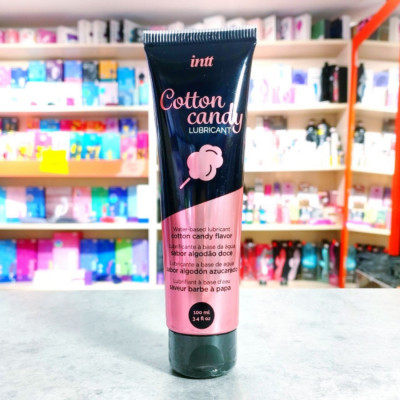 intt
Cotton
candy
LUBRICANT
water-based lubricant
cotton candy flavor
Lubrificante à base da água
sabor algodão doce
Lubricante a base de agua
sabor algodón azucarado
Lubrifiant à base d'eau
saveur barbe à papa
100 ml
3.4 fl oz